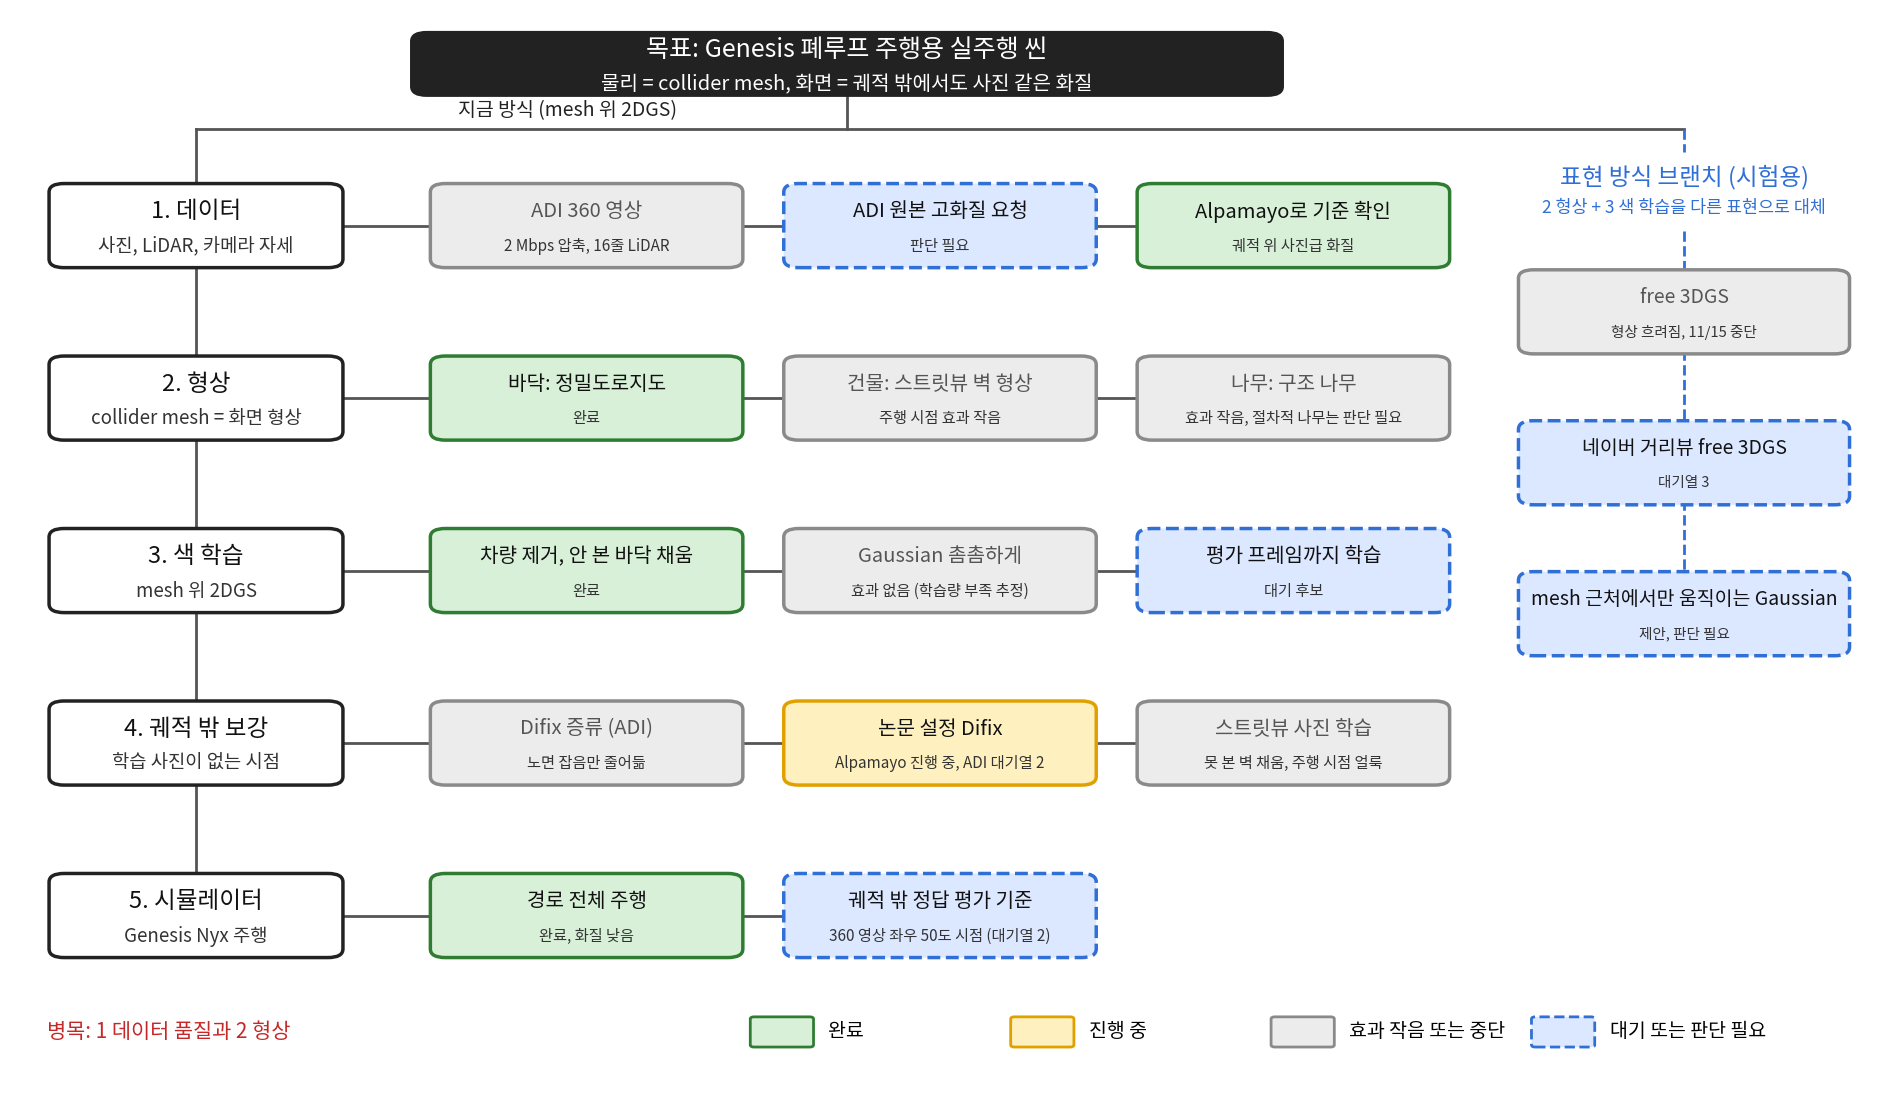 목표: Genesis 폐루프 주행용 실주행 씬
물리 = collider mesh, 화면 = 궤적 밖에서도 사진 같은 화질
지금 방식 (mesh 위 2DGS)
표현 방식 브랜치 (시험용)
2 형상 + 3 색 학습을 다른 표현으로 대체
1. 데이터
사진, LiDAR, 카메라 자세
ADI 360 영상
2 Mbps 압축, 16줄 LiDAR
ADI 원본 고화질 요청
판단 필요
Alpamayo로 기준 확인
궤적 위 사진급 화질
free 3DGS
형상 흐려짐, 11/15 중단
2. 형상
collider mesh = 화면 형상
바닥: 정밀도로지도
완료
건물: 스트릿뷰 벽 형상
주행 시점 효과 작음
나무: 구조 나무
효과 작음, 절차적 나무는 판단 필요
네이버 거리뷰 free 3DGS
대기열 3
3. 색 학습
mesh 위 2DGS
차량 제거, 안 본 바닥 채움
완료
Gaussian 촘촘하게
효과 없음 (학습량 부족 추정)
평가 프레임까지 학습
대기 후보
mesh 근처에서만 움직이는 Gaussian
제안, 판단 필요
4. 궤적 밖 보강
학습 사진이 없는 시점
Difix 증류 (ADI)
노면 잡음만 줄어듦
논문 설정 Difix
Alpamayo 진행 중, ADI 대기열 2
스트릿뷰 사진 학습
못 본 벽 채움, 주행 시점 얼룩
5. 시뮬레이터
Genesis Nyx 주행
경로 전체 주행
완료, 화질 낮음
궤적 밖 정답 평가 기준
360 영상 좌우 50도 시점 (대기열 2)
병목: 1 데이터 품질과 2 형상
완료
진행 중
효과 작음 또는 중단
대기 또는 판단 필요